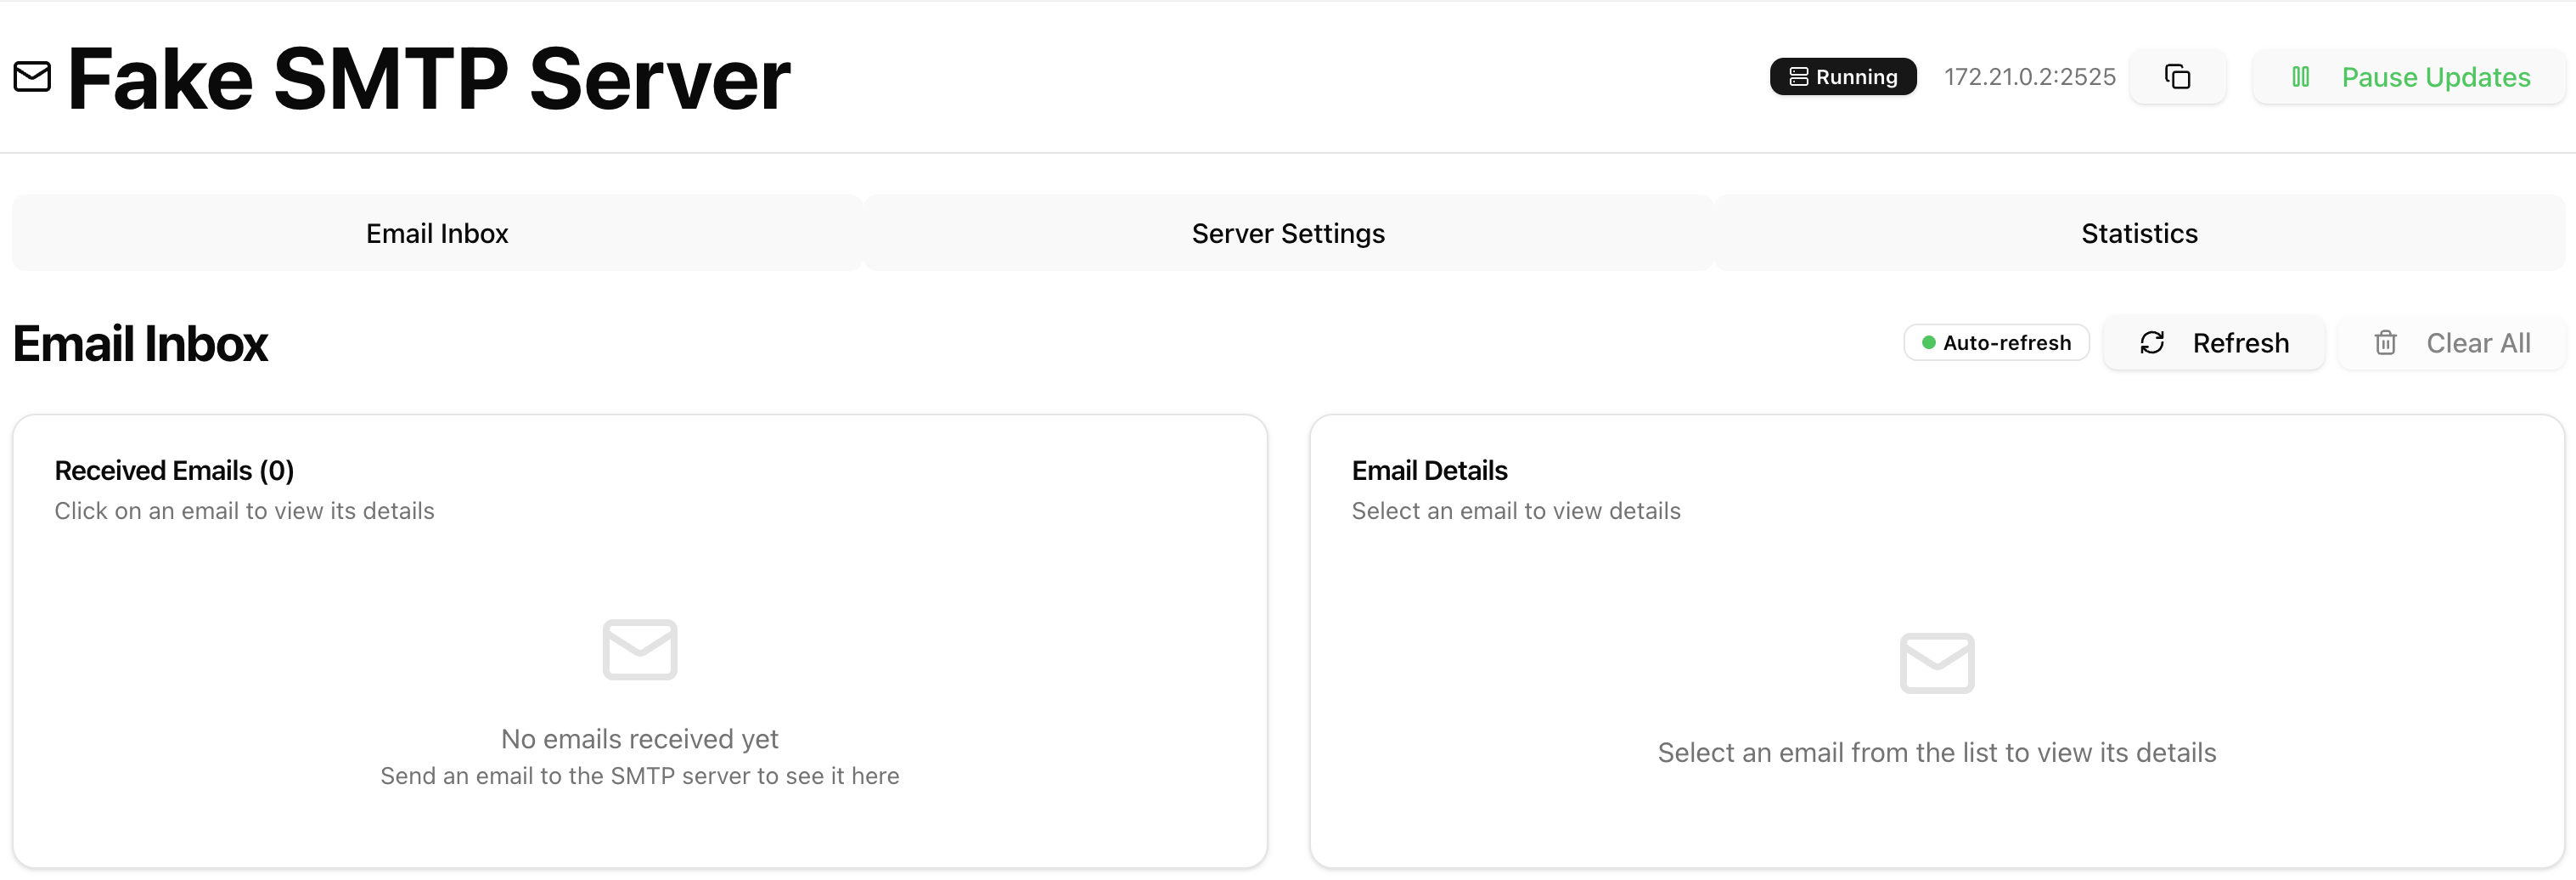 Fake SMTP Server
Running
172.21.0.2:2525
Pause Updates
Email Inbox
Server Settings
Statistics
Email Inbox
Auto-refresh
Refresh
Clear All
Received Emails (0)
Click on an email to view its details
No emails received yet
Send an email to the SMTP server to see it here
Email Details
Select an email to view details
Select an email from the list to view its details